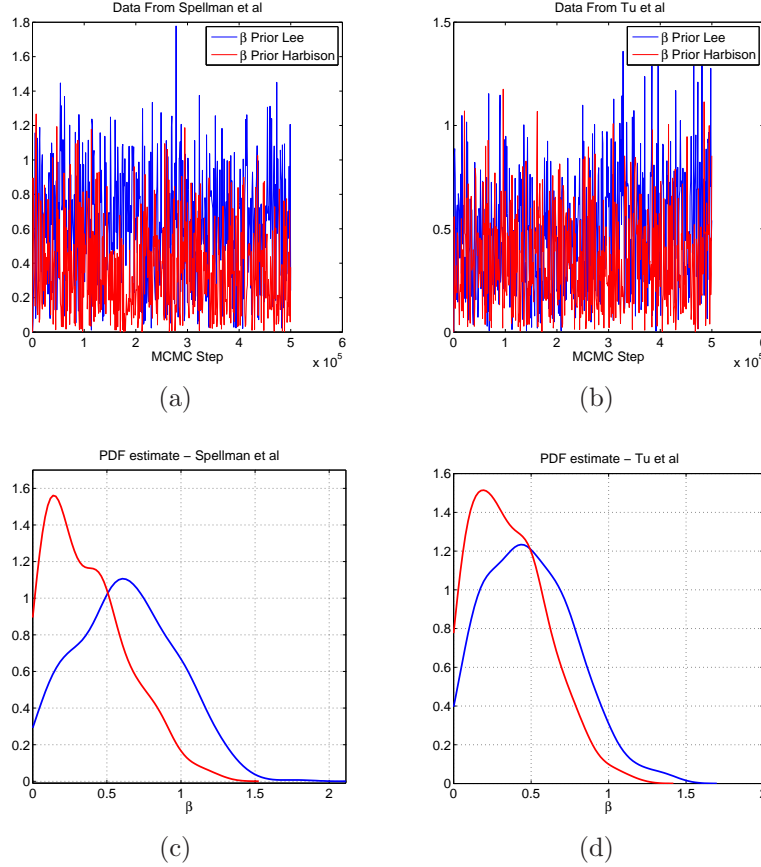 Data From Spellman et al
1.8
1.6
1.4
1.2
1
0.8
0.6
0.4
0.2
0
β Prior Lee
β Prior Harbison
0 1 2 3 4 5 6
MCMC Step
x 10^5
(a)
Data From Tu et al
1.5
1
0.5
0
β Prior Lee
β Prior Harbison
0 1 2 3 4 5
MCMC Step
x 10^5
(b)
PDF estimate – Spellman et al
1.6
1.4
1.2
1
0.8
0.6
0.4
0.2
0
0 0.5 1 1.5 2
β
(c)
PDF estimate – Tu et al
1.6
1.4
1.2
1
0.8
0.6
0.4
0.2
0
0 0.5 1 1.5
β
(d)